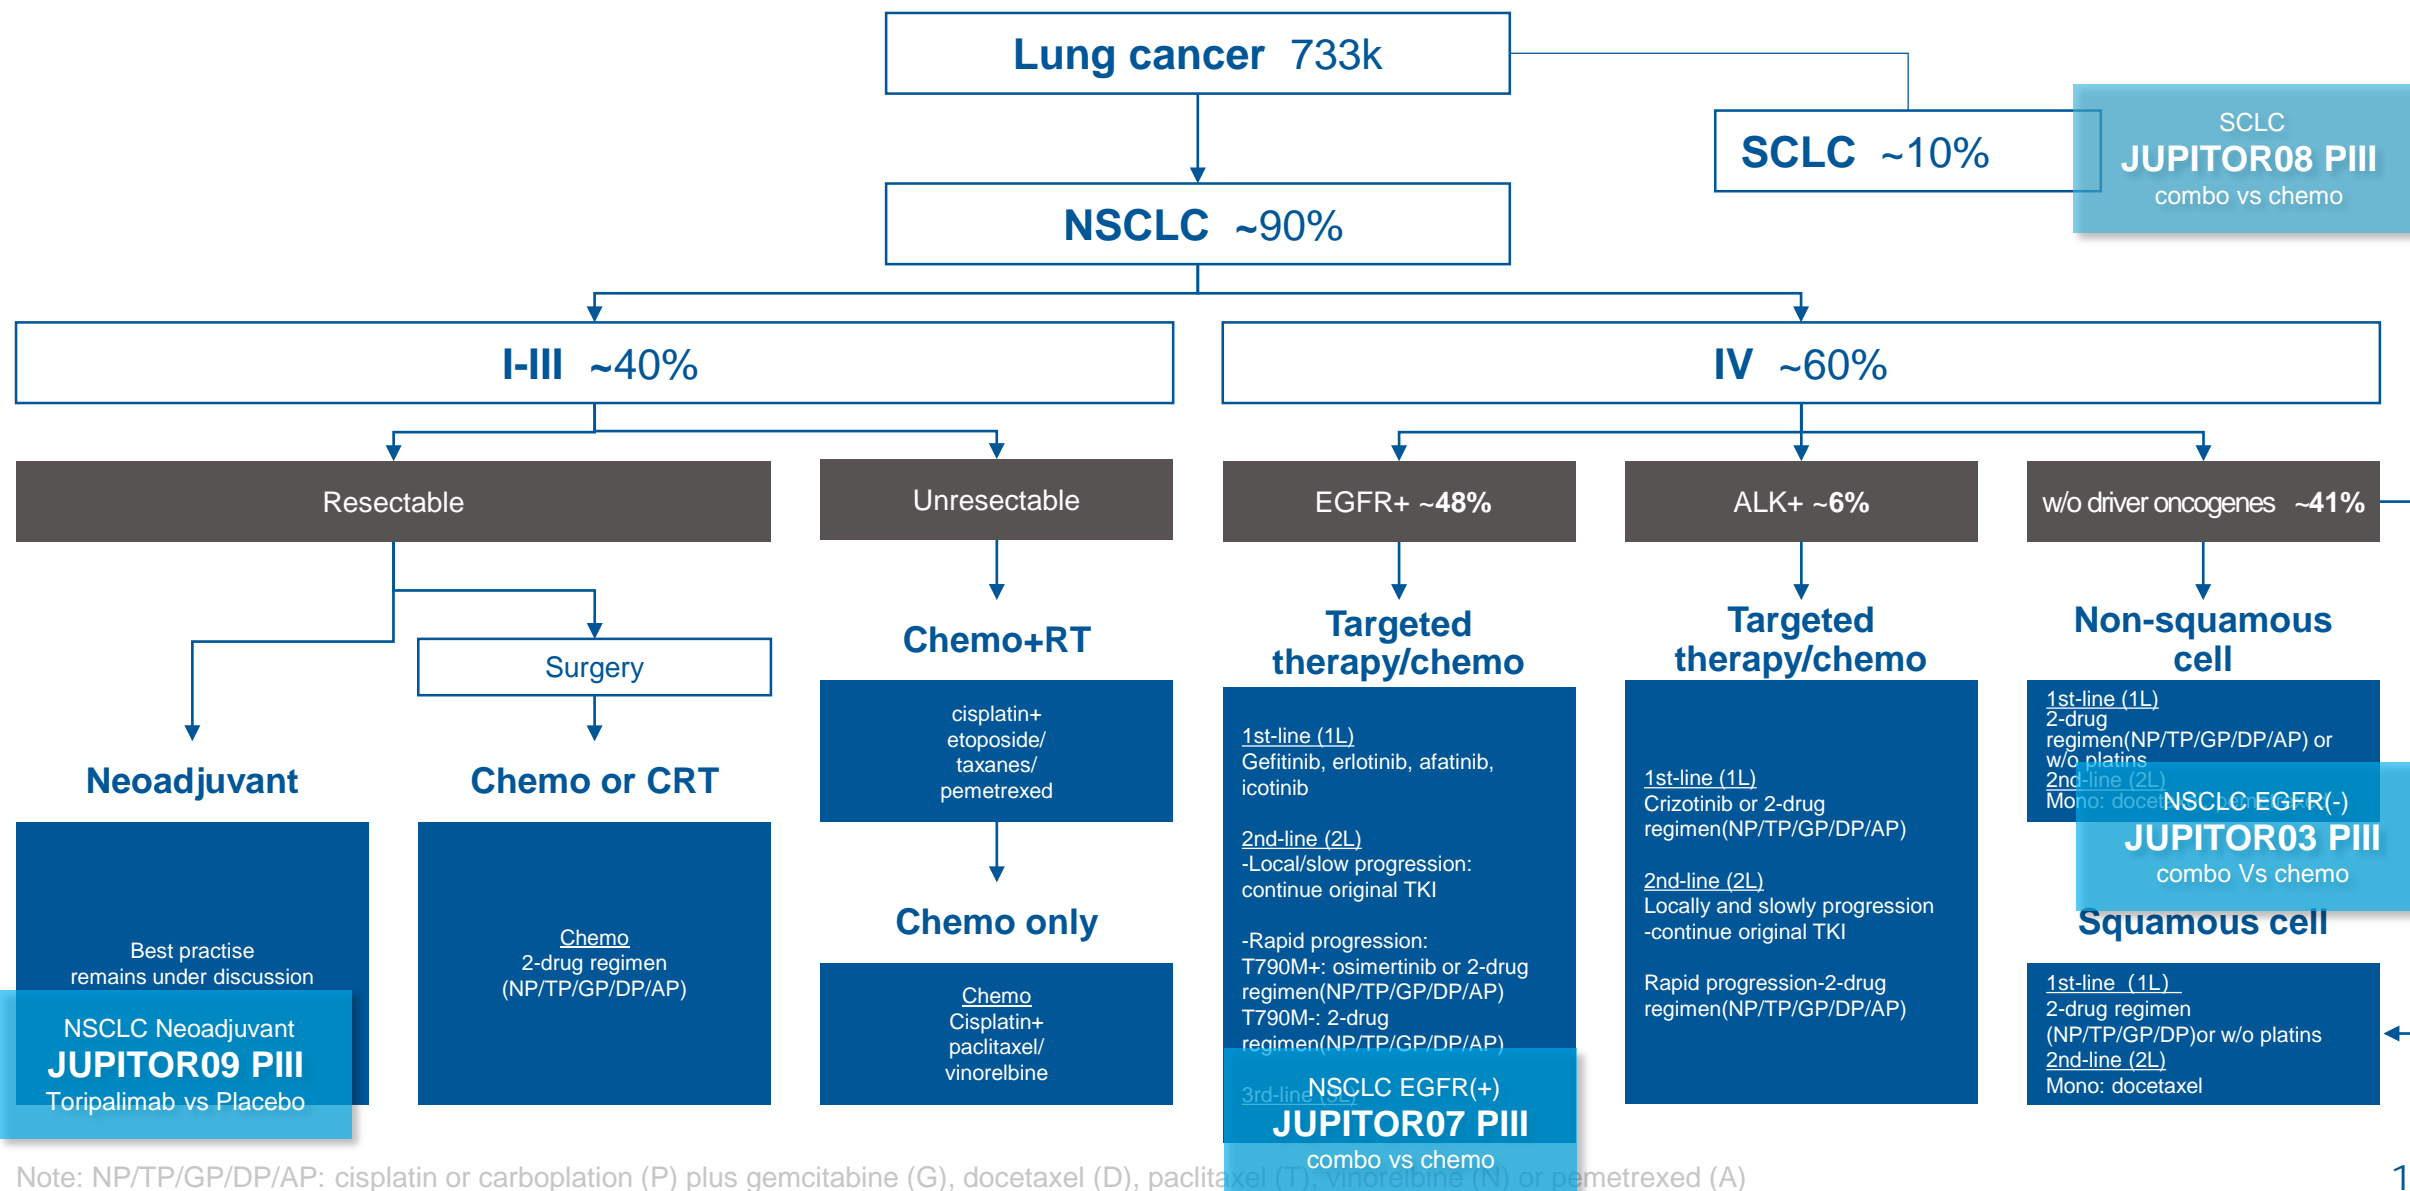 Lung cancer 733k
SCLC ~10%
SCLC
JUPITOR08 PIII
combo vs chemo
NSCLC ~90%
I-III ~40%
IV ~60%
Resectable
Unresectable
EGFR+ ~48%
ALK+ ~6%
w/o driver oncogenes ~41%
Surgery
Neoadjuvant
Best practise
remains under discussion
NSCLC Neoadjuvant
JUPITOR09 PIII
Toripalimab vs Placebo
Chemo or CRT
Chemo
2-drug regimen
(NP/TP/GP/DP/AP)
Chemo+RT
cisplatin+
etoposide/
taxanes/
pemetrexed
Chemo only
Chemo
Cisplatin+
paclitaxel/
vinorelbine
Targeted
therapy/chemo
1st-line (1L)
Gefitinib, erlotinib, afatinib,
icotinib
2nd-line (2L)
-Local/slow progression:
continue original TKI
-Rapid progression:
T790M+: osimertinib or 2-drug
regimen(NP/TP/GP/DP/AP)
T790M-: 2-drug
regimen(NP/TP/GP/DP/AP)
3rd-line (3L)
NSCLC EGFR(+)
JUPITOR07 PIII
combo vs chemo
Targeted
therapy/chemo
1st-line (1L)
Crizotinib or 2-drug
regimen(NP/TP/GP/DP/AP)
2nd-line (2L)
Locally and slowly progression
-continue original TKI
Rapid progression-2-drug
regimen(NP/TP/GP/DP/AP)
Non-squamous
cell
1st-line (1L)
2-drug
regimen(NP/TP/GP/DP/AP) or
w/o platins
2nd-line (2L)
Mono: docetaxel
NSCLC EGFR(-)
JUPITOR03 PIII
combo Vs chemo
Squamous cell
1st-line (1L)
2-drug regimen
(NP/TP/GP/DP)or w/o platins
2nd-line (2L)
Mono: docetaxel
Note: NP/TP/GP/DP/AP: cisplatin or carboplation (P) plus gemcitabine (G), docetaxel (D), paclitaxel (T), vinorelbine (N) or pemetrexed (A)
1